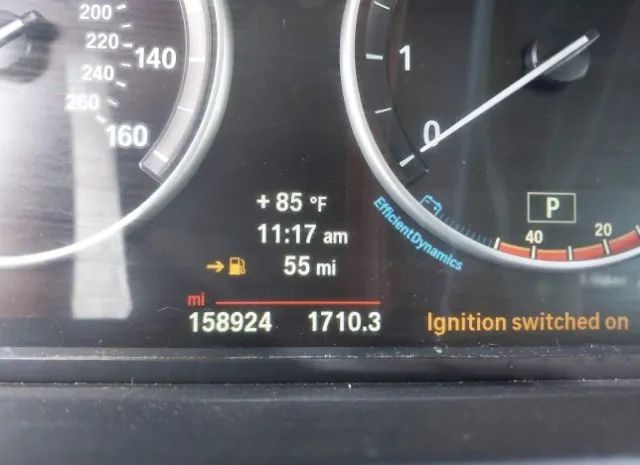 200
220
240
260
140
160
1
0
+ 85 °F
11:17 am
55 mi
mi
158924 1710.3
EfficientDynamics
P
40 20
Ignition switched on